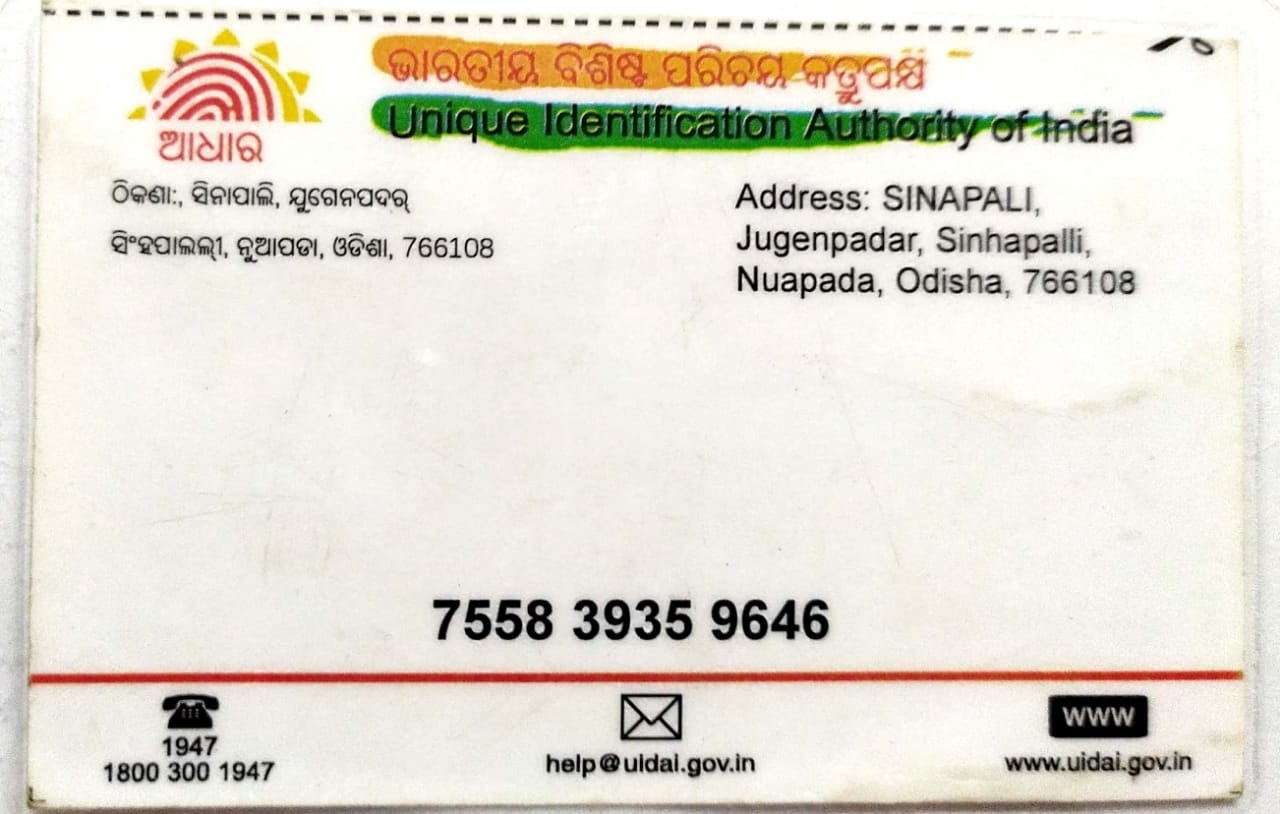 ଆଧାର
ଭାରତୀୟ ବିଶିଷ୍ଟ ପରିଚୟ କର୍ତ୍ତୃପକ୍ଷ
Unique Identification Authority of India
ଠିକଣା:, ସିନାପାଲି, ଯୁଗେନପଦର୍
ସିଂହପାଲଲୀ, ନୁଆପଡା, ଓଡିଶା, 766108
Address: SINAPALI,
Jugenpadar, Sinhapalli,
Nuapada, Odisha, 766108
7558 3935 9646
1947
1800 300 1947
help@uidai.gov.in
WWW
www.uidai.gov.in